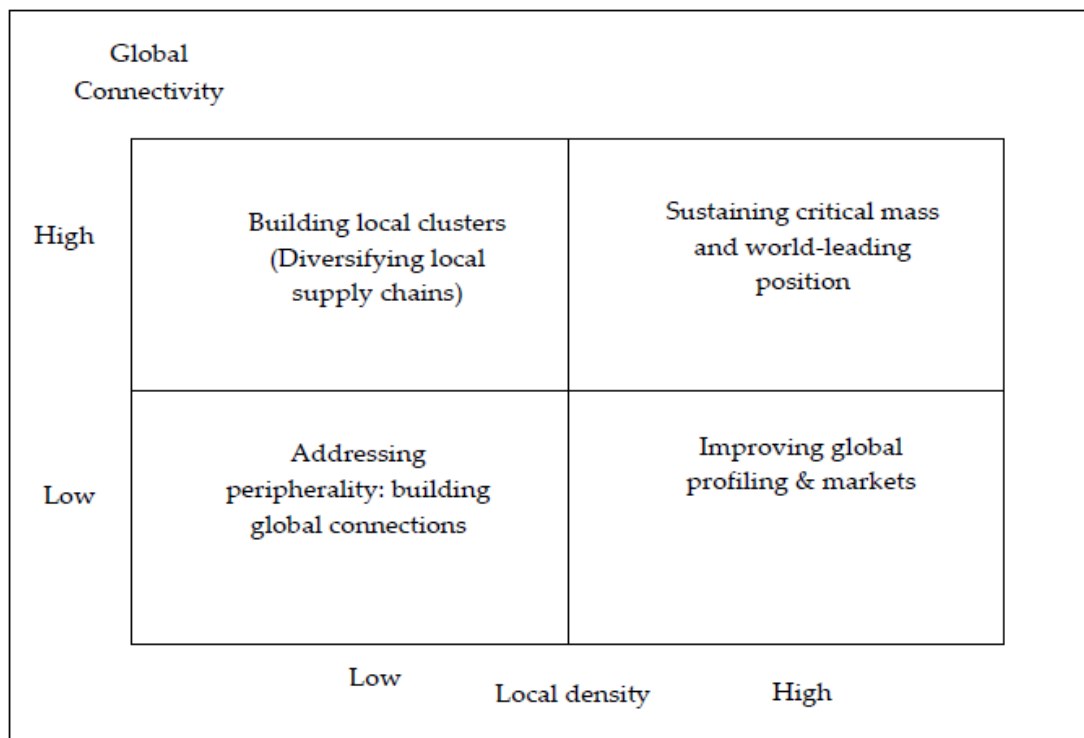 Global
Connectivity
High
Building local clusters
(Diversifying local
supply chains)
Sustaining critical mass
and world-leading
position
Low
Addressing
peripherality: building
global connections
Improving global
profiling & markets
Low
Local density
High